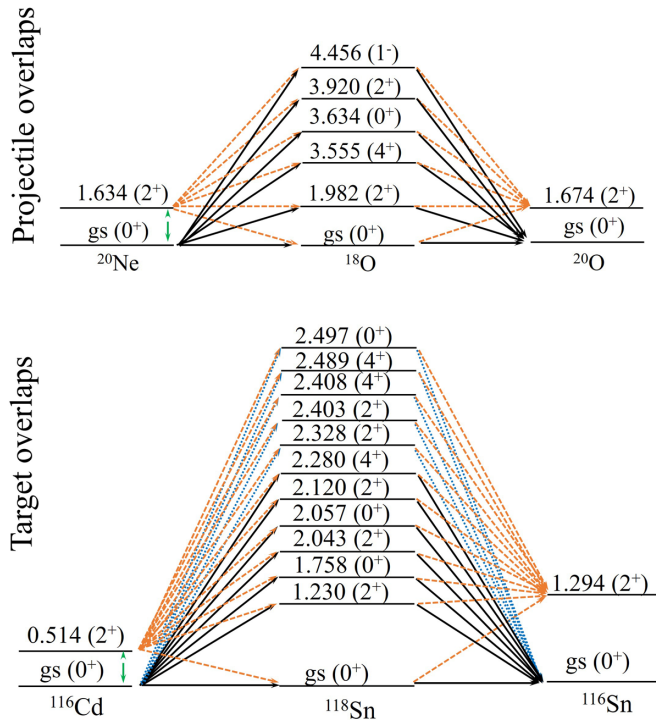 Projectile overlaps
4.456 (1⁻)
3.920 (2⁺)
3.634 (0⁺)
3.555 (4⁺)
1.634 (2⁺)
1.982 (2⁺)
1.674 (2⁺)
gs (0⁺)
gs (0⁺)
gs (0⁺)
²⁰Ne
¹⁸O
²⁰O
Target overlaps
2.497 (0⁺)
2.489 (4⁺)
2.408 (4⁺)
2.403 (2⁺)
2.328 (2⁺)
2.280 (4⁺)
2.120 (2⁺)
2.057 (0⁺)
2.043 (2⁺)
1.758 (0⁺)
1.230 (2⁺)
1.294 (2⁺)
0.514 (2⁺)
gs (0⁺)
gs (0⁺)
gs (0⁺)
¹¹⁶Cd
¹¹⁸Sn
¹¹⁶Sn